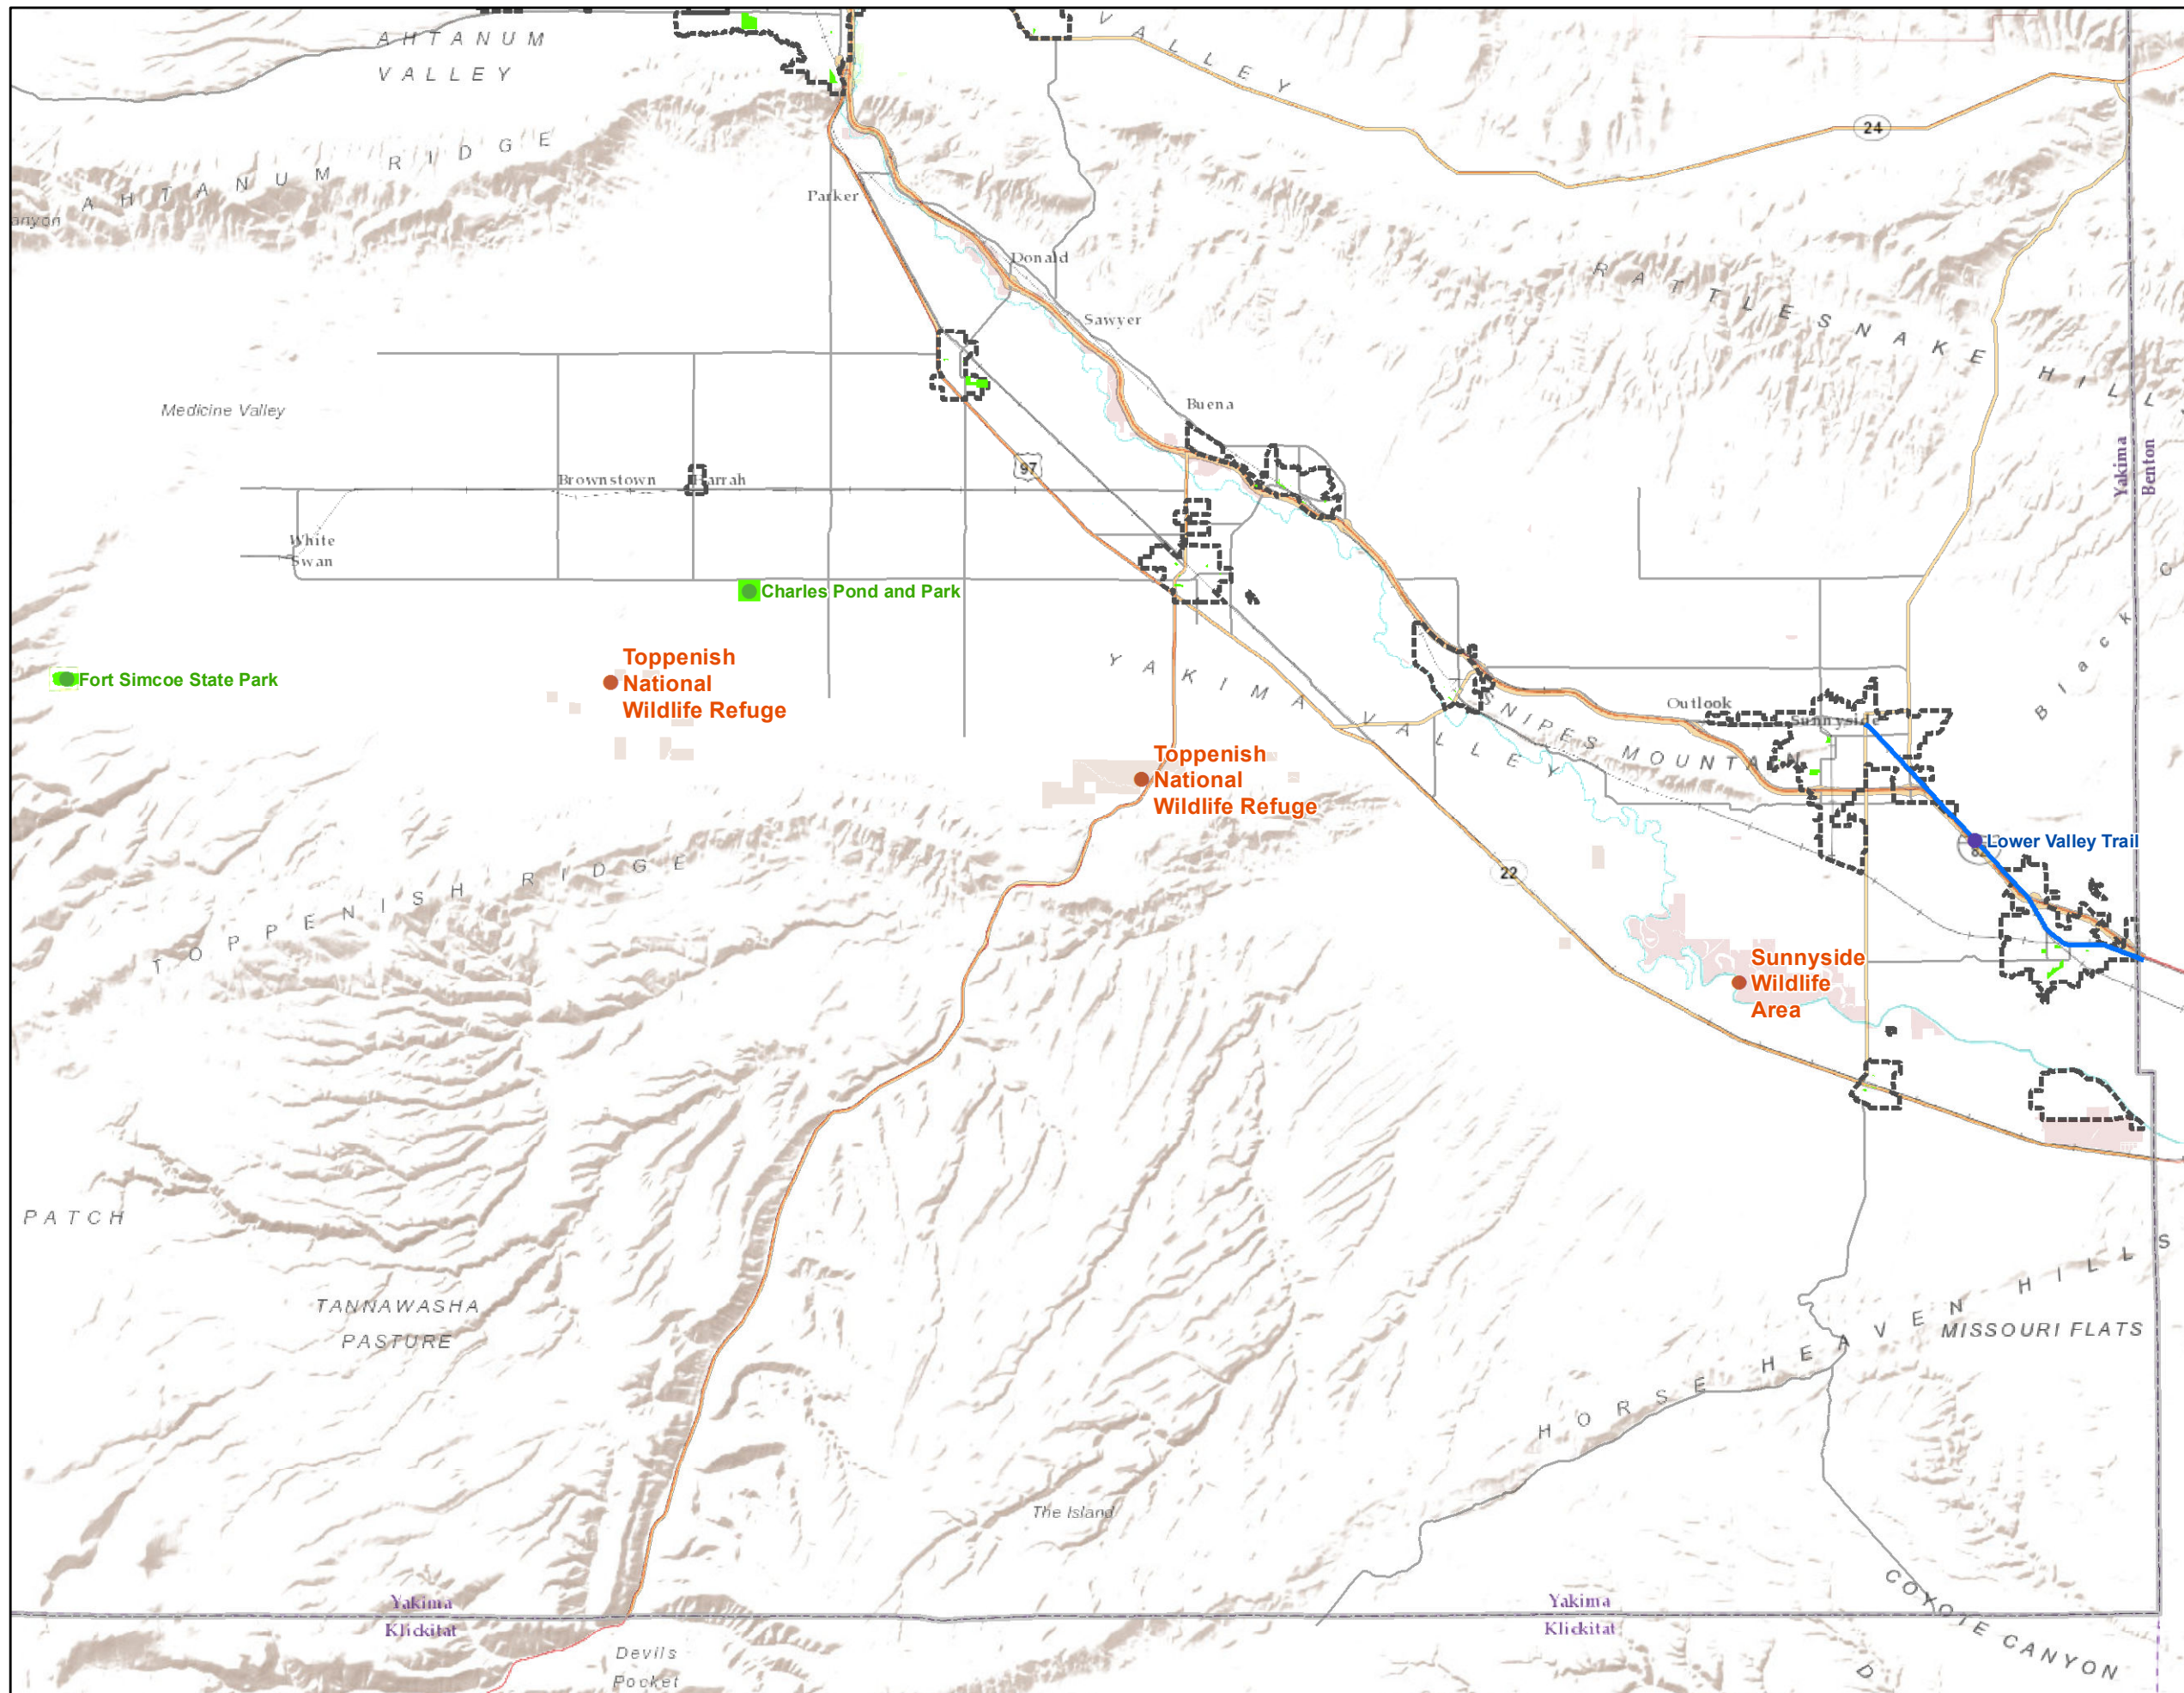 AHTANUM
VALLEY
VALLEY
24
AHTANUM RIDGE
anyon
Parker
Donald
RATTLESNAKE HILL
Sawyer
Medicine Valley
Buena
Yakima
Benton
97
Brownstown
Harrah
White
Swan
Charles Pond and Park
Black C
Fort Simcoe State Park
Toppenish
National
Wildlife Refuge
YAKIMA VALLEY
Outlook
Sunnyside
SNIPES MOUNTAIN
Toppenish
National
Wildlife Refuge
Lower Valley Trail
82
22
TOPPENISH RIDGE
Sunnyside
Wildlife
Area
PATCH
TANNAWASHA
PASTURE
HORSE HEAVEN HILLS
MISSOURI FLATS
The Island
Yakima
Klickitat
Yakima
Klickitat
COYOTE CANYON
Devils
Pocket
D